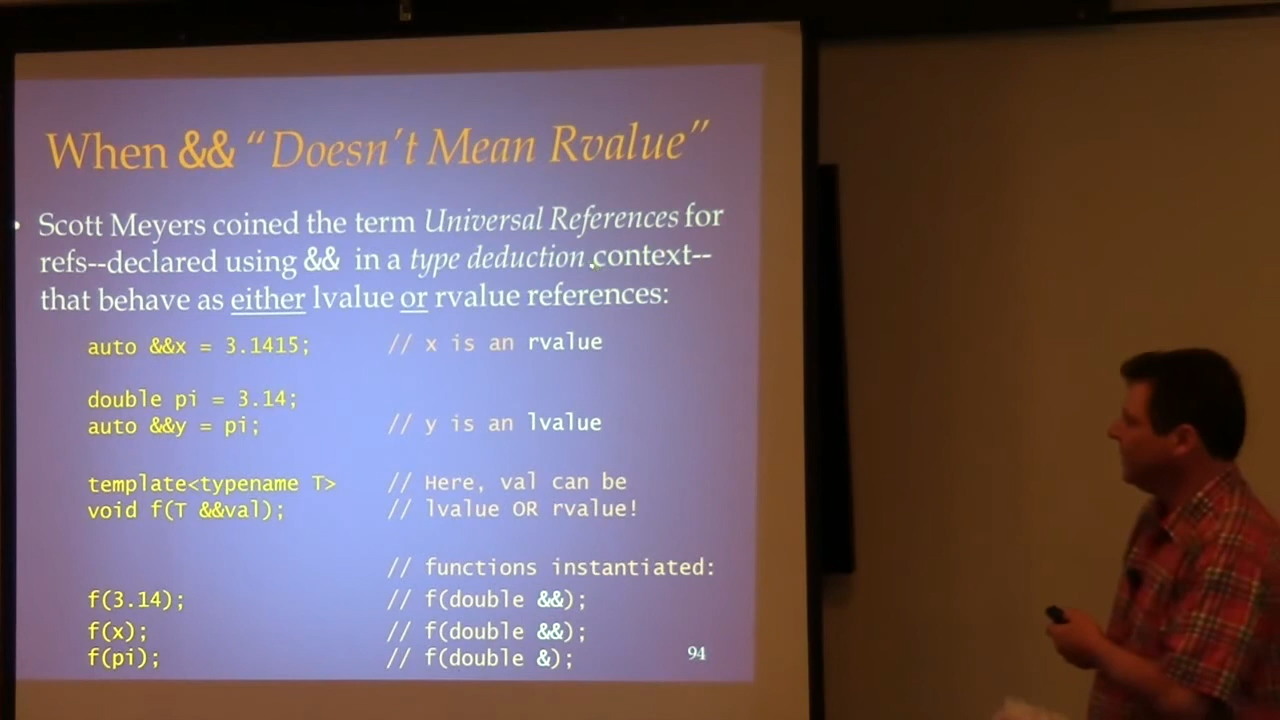 When && “Doesn’t Mean Rvalue”
• Scott Meyers coined the term Universal References for
refs--declared using && in a type deduction context--
that behave as either lvalue or rvalue references:
auto &&x = 3.1415; // x is an rvalue
double pi = 3.14;
auto &&y = pi; // y is an lvalue
template<typename T> // Here, val can be
void f(T &&val); // lvalue OR rvalue!
// functions instantiated:
f(3.14); // f(double &&);
f(x); // f(double &&);
f(pi); // f(double &);
94